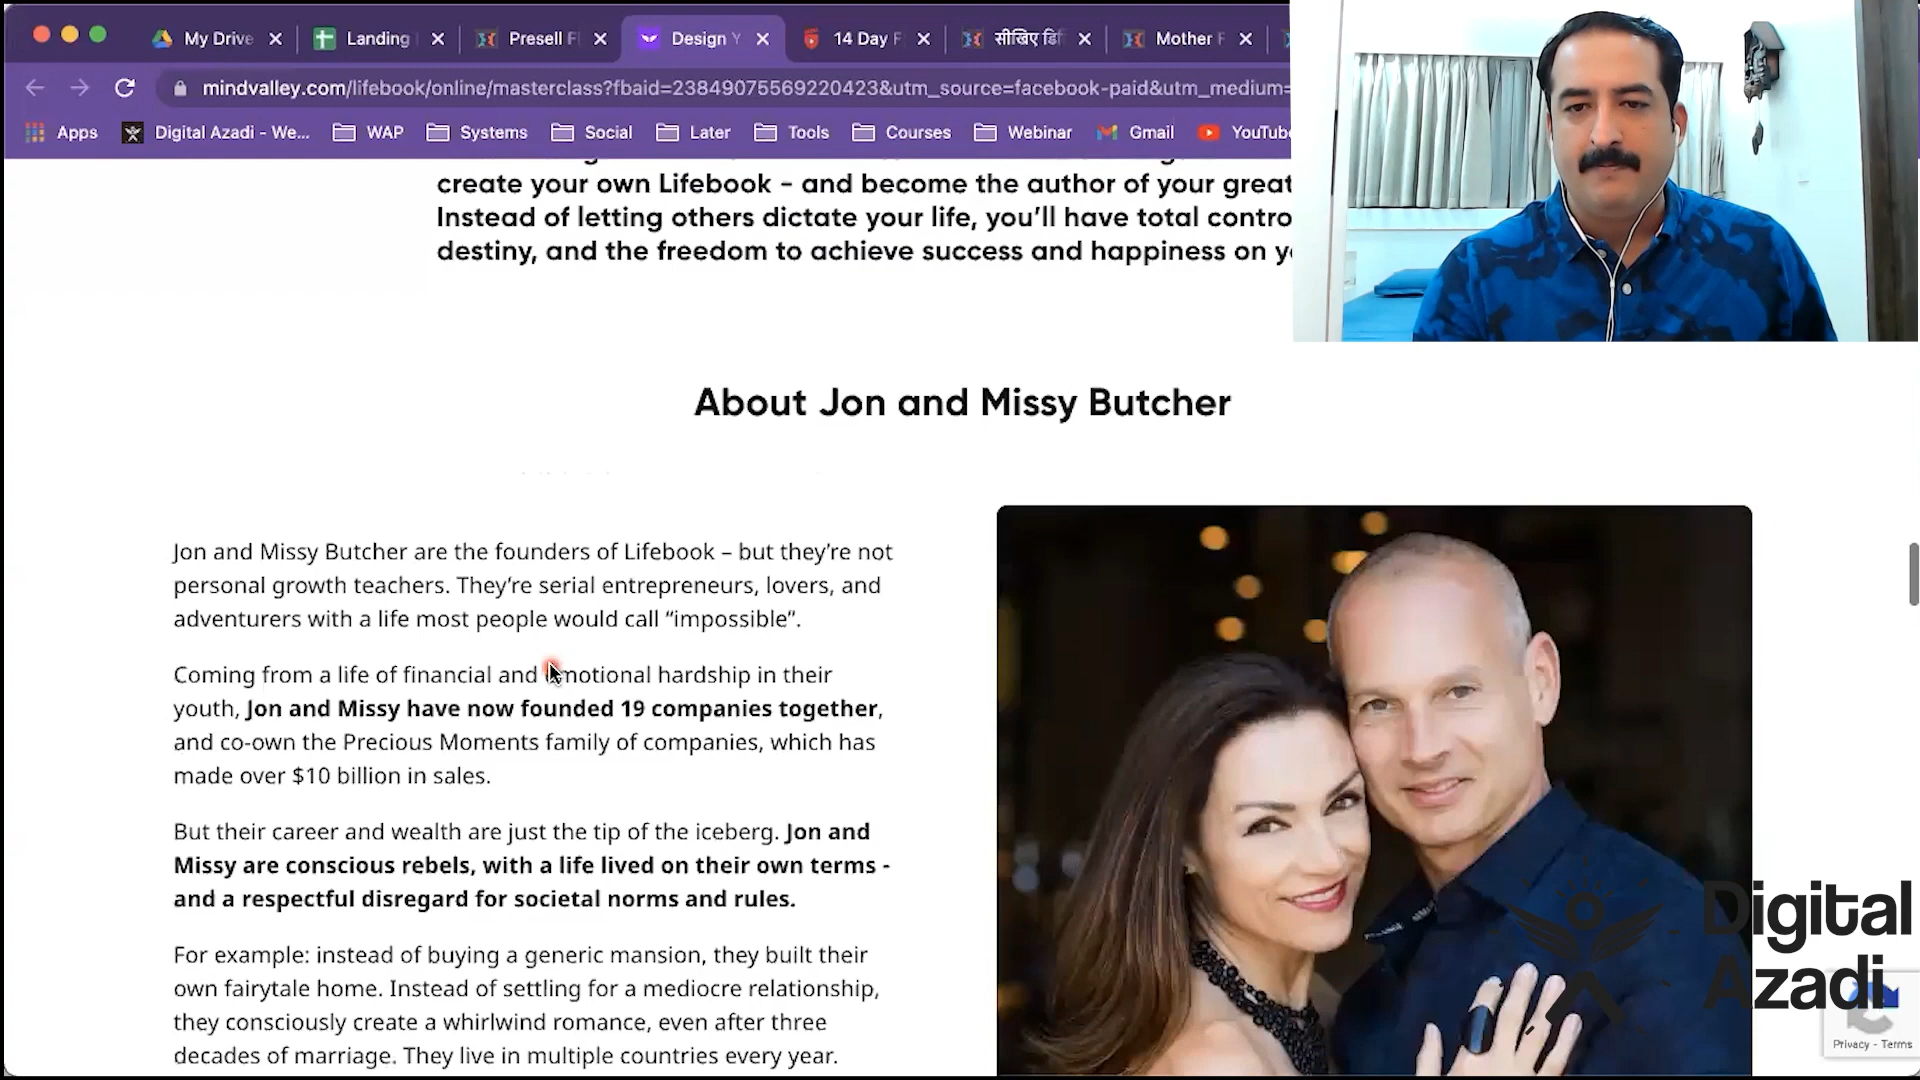 My Drive
Landing
Presell F
Design Y
14 Day F
सीखिए डि
Mother F
mindvalley.com/lifebook/online/masterclass?fbaid=23849075569220423&utm_source=facebook-paid&utm_medium=
Apps
Digital Azadi - We...
WAP
Systems
Social
Later
Tools
Courses
Webinar
Gmail
YouTube
create your own Lifebook – and become the author of your great
Instead of letting others dictate your life, you’ll have total contro
destiny, and the freedom to achieve success and happiness on y
About Jon and Missy Butcher
Jon and Missy Butcher are the founders of Lifebook – but they’re not
personal growth teachers. They’re serial entrepreneurs, lovers, and
adventurers with a life most people would call “impossible”.
Coming from a life of financial and emotional hardship in their
youth, Jon and Missy have now founded 19 companies together,
and co-own the Precious Moments family of companies, which has
made over $10 billion in sales.
But their career and wealth are just the tip of the iceberg. Jon and
Missy are conscious rebels, with a life lived on their own terms -
and a respectful disregard for societal norms and rules.
For example: instead of buying a generic mansion, they built their
own fairytale home. Instead of settling for a mediocre relationship,
they consciously create a whirlwind romance, even after three
decades of marriage. They live in multiple countries every year.
Digital
Azadi
Privacy - Terms